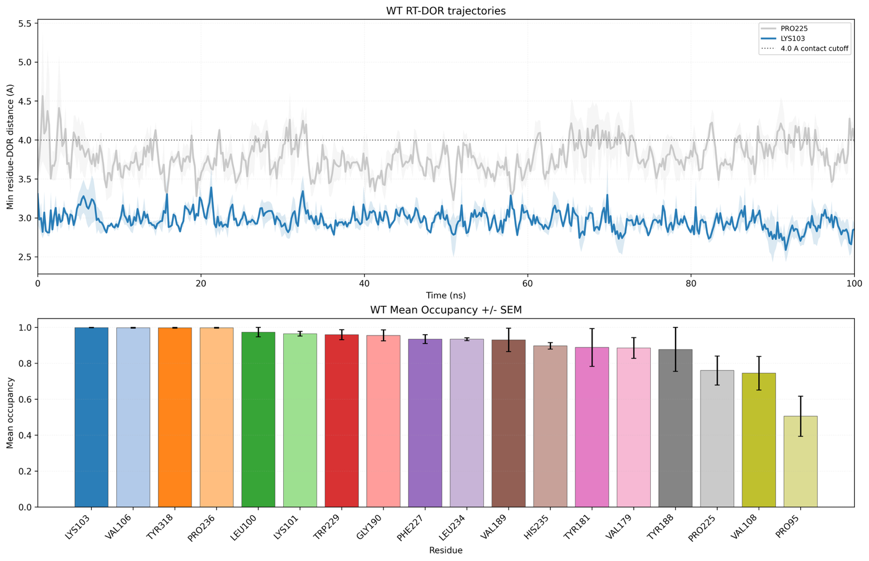 WT RT-DOR trajectories
Min residue-DOR distance (A)
5.5
5.0
4.5
4.0
3.5
3.0
2.5
PRO225
LYS103
4.0 A contact cutoff
0 20 40 60 80 100
Time (ns)
WT Mean Occupancy +/- SEM
Mean occupancy
1.0
0.8
0.6
0.4
0.2
0.0
LYS103 VAL106 TYR318 PRO236 LEU100 LYS101 TRP229 GLY190 PHE227 LEU234 VAL189 HIS235 TYR181 VAL179 TYR188 PRO225 VAL108 PRO95
Residue